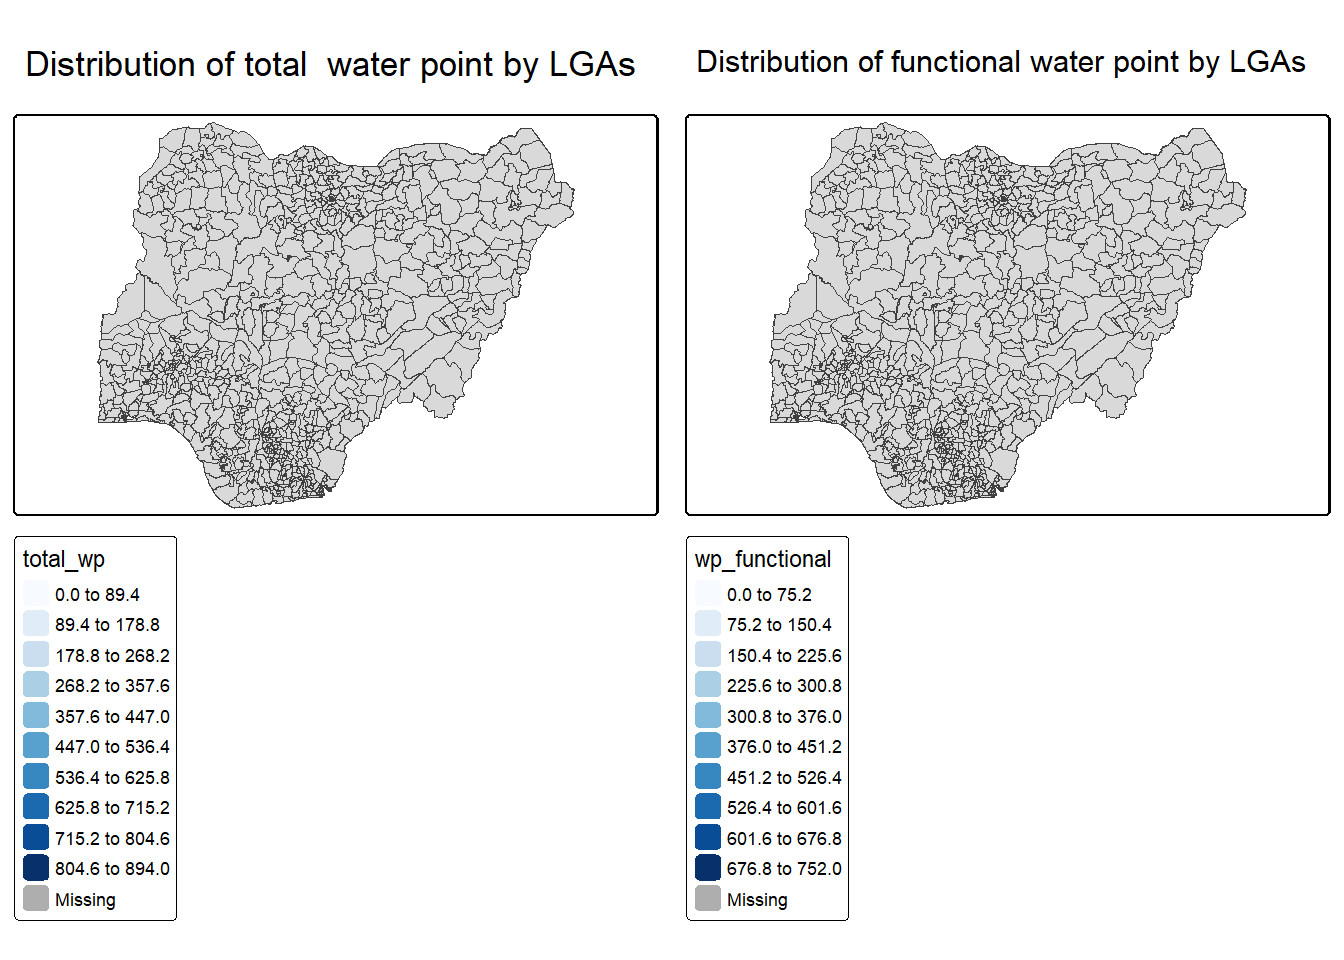 Distribution of total  water point by LGAs
Distribution of functional water point by LGAs
total_wp
0.0 to 89.4
89.4 to 178.8
178.8 to 268.2
268.2 to 357.6
357.6 to 447.0
447.0 to 536.4
536.4 to 625.8
625.8 to 715.2
715.2 to 804.6
804.6 to 894.0
Missing
wp_functional
0.0 to 75.2
75.2 to 150.4
150.4 to 225.6
225.6 to 300.8
300.8 to 376.0
376.0 to 451.2
451.2 to 526.4
526.4 to 601.6
601.6 to 676.8
676.8 to 752.0
Missing